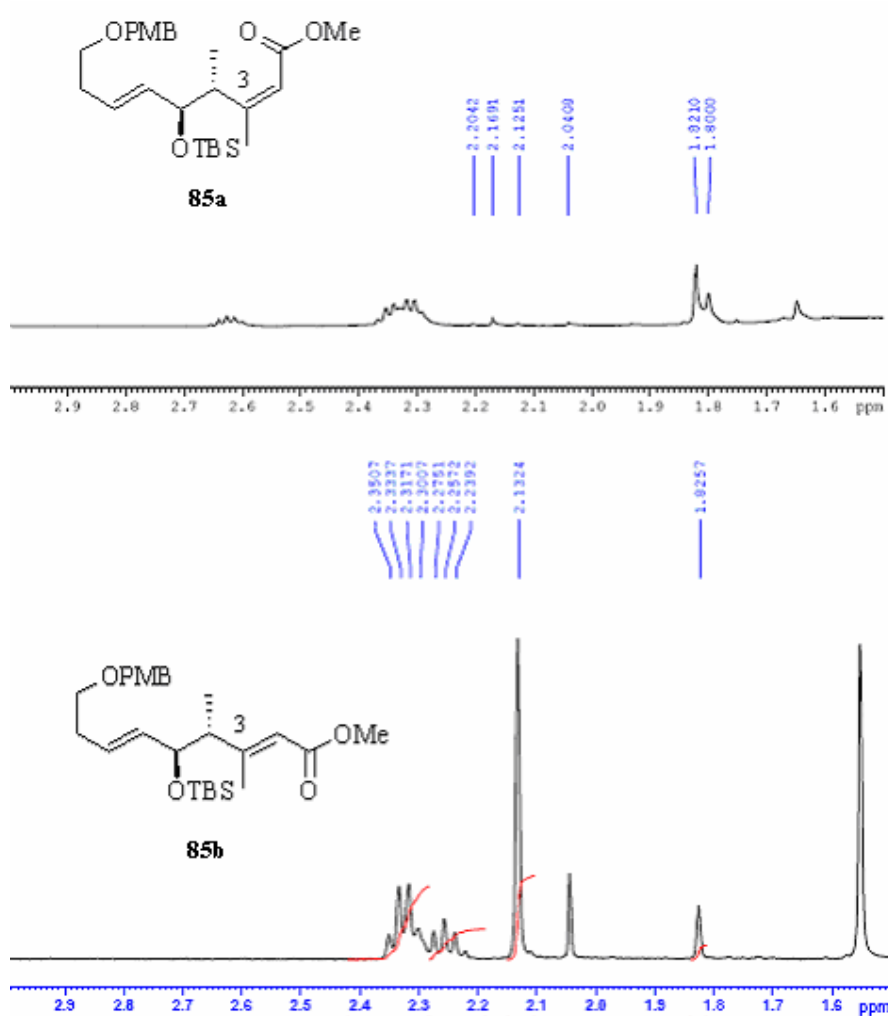 OPMB
O
OMe
3
OTBS
85a
2.2042
2.1691
2.1251
2.0408
1.8210
1.8000
2.9 2.8 2.7 2.6 2.5 2.4 2.3 2.2 2.1 2.0 1.9 1.8 1.7 1.6 ppm
2.3507
2.3337
2.3171
2.3007
2.2751
2.2572
2.2392
2.1324
1.8257
OPMB
3
OMe
OTBS
O
85b
2.9 2.8 2.7 2.6 2.5 2.4 2.3 2.2 2.1 2.0 1.9 1.8 1.7 1.6 ppm